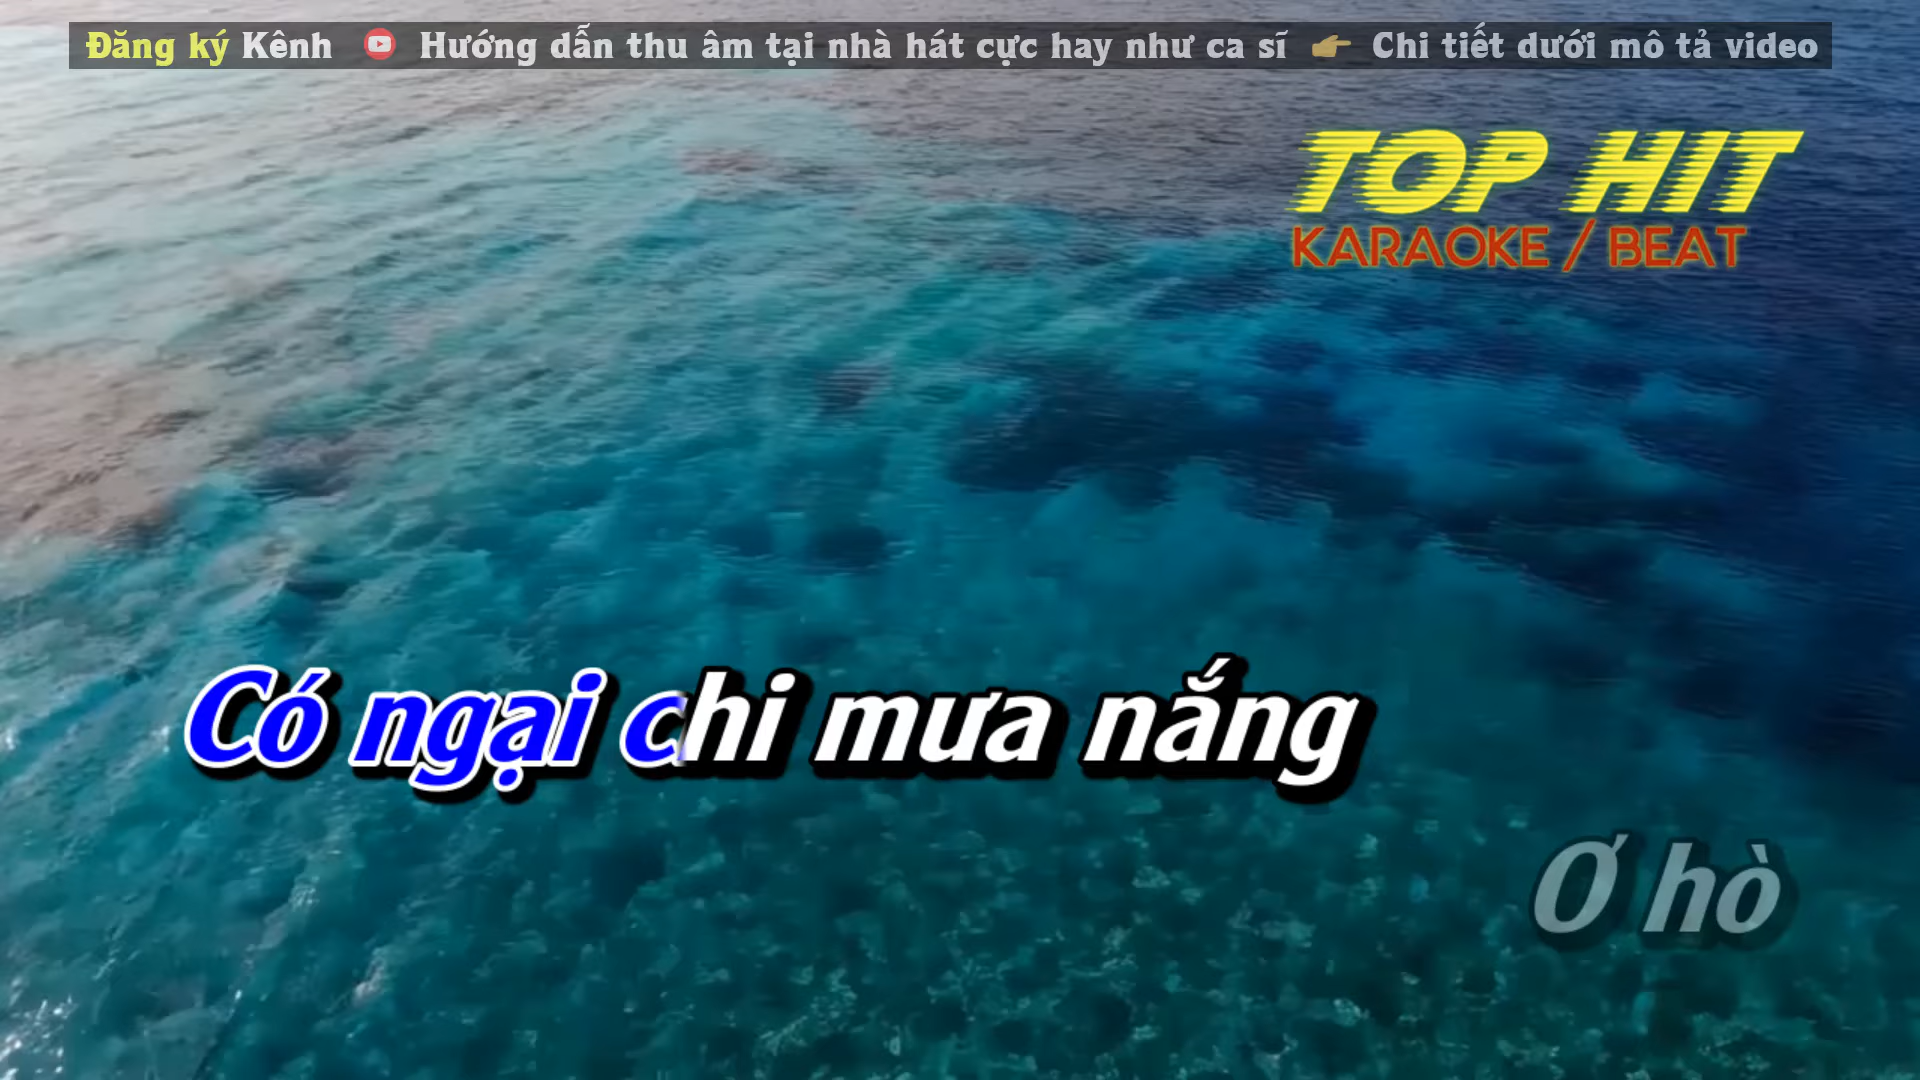 Đăng ký Kênh Hướng dẫn thu âm tại nhà hát cực hay như ca sĩ Chi tiết dưới mô tả video
TOP HIT
KARAOKE / BEAT
Có ngại chi mưa nắng
Ơ hò